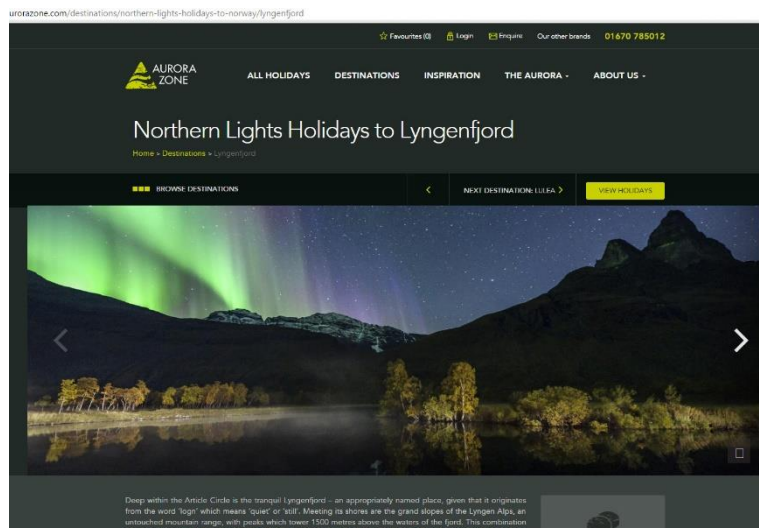 urorazone.com/destinations/northern-lights-holidays-to-norway/lyngenfjord
Favourites (0) Login Enquire Our other brands 01670 785012
AURORA
ZONE
ALL HOLIDAYS DESTINATIONS INSPIRATION THE AURORA - ABOUT US -
Northern Lights Holidays to Lyngenfjord
Home » Destinations » Lyngenfjord
BROWSE DESTINATIONS NEXT DESTINATION: LULEA VIEW HOLIDAYS
Deep within the Article Circle is the tranquil Lyngenfjord – an appropriately named place, given that it originates
from the word 'logn' which means 'quiet' or 'still'. Meeting its shores are the grand slopes of the Lyngen Alps, an
untouched mountain range, with peaks which tower 1500 metres above the waters of the fjord. This combination